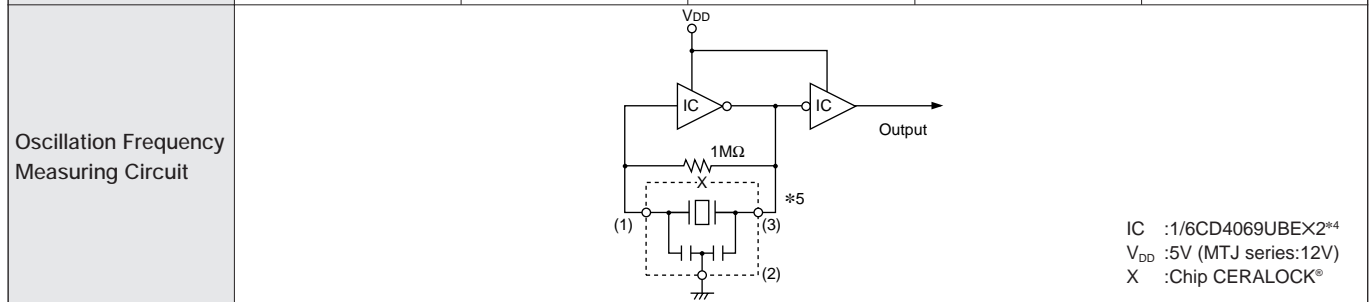 Oscillation Frequency
Measuring Circuit
VDD
IC
IC
Output
1MΩ
X
*5
(1)
(3)
(2)
IC :1/6CD4069UBE×2*4
VDD :5V (MTJ series:12V)
X :Chip CERALOCK®